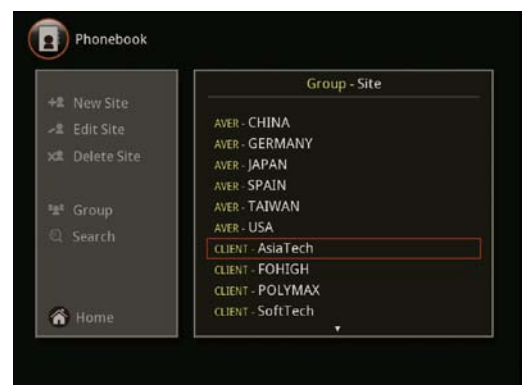 Phonebook
New Site
Edit Site
Delete Site
Group
Search
Home
Group - Site
AVER - CHINA
AVER - GERMANY
AVER - JAPAN
AVER - SPAIN
AVER - TAIWAN
AVER - USA
CLIENT - AsiaTech
CLIENT - FOHIGH
CLIENT - POLYMAX
CLIENT - SoftTech